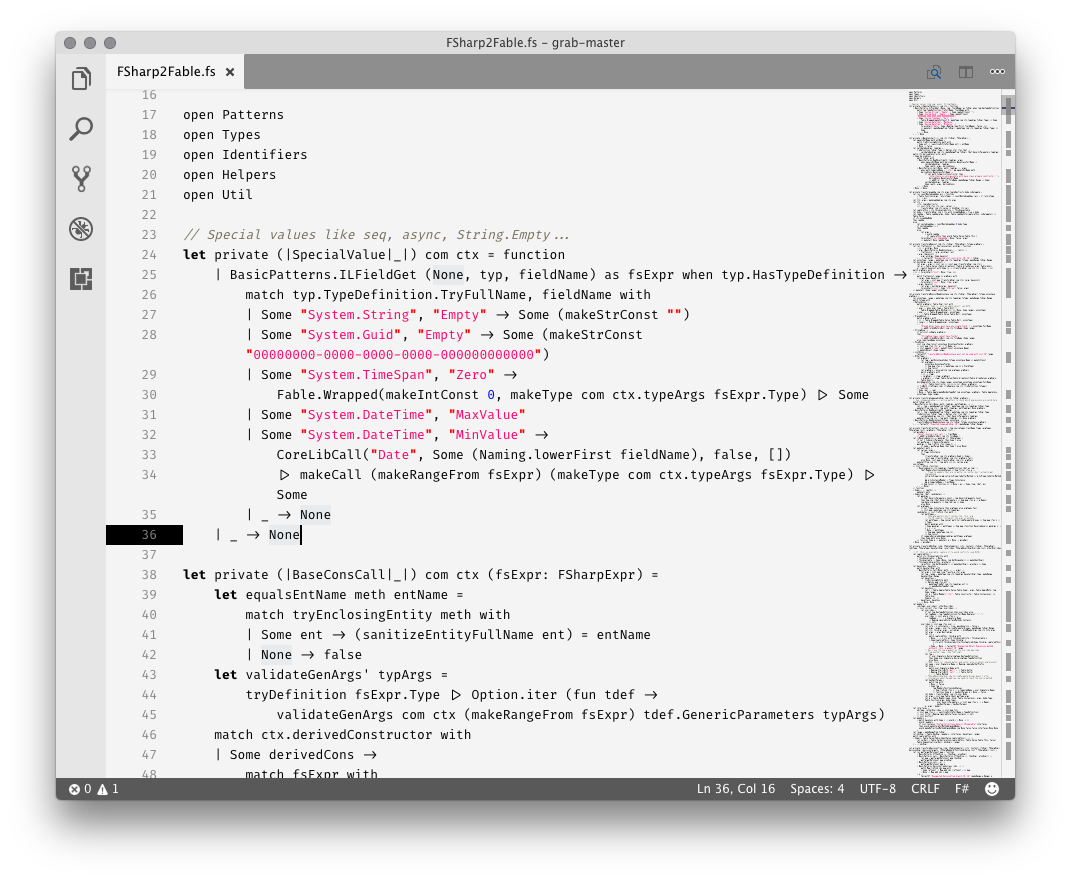 FSharp2Fable.fs – grab-master
FSharp2Fable.fs ×
16
17 open Patterns
18 open Types
19 open Identifiers
20 open Helpers
21 open Util
22
23 // Special values like seq, async, String.Empty...
24 let private (|SpecialValue|_|) com ctx = function
25 | BasicPatterns.ILFieldGet (None, typ, fieldName) as fsExpr when typ.HasTypeDefinition ->
26 match typ.TypeDefinition.TryFullName, fieldName with
27 | Some "System.String", "Empty" -> Some (makeStrConst "")
28 | Some "System.Guid", "Empty" -> Some (makeStrConst
"00000000-0000-0000-0000-000000000000")
29 | Some "System.TimeSpan", "Zero" ->
30 Fable.Wrapped(makeIntConst 0, makeType com ctx.typeArgs fsExpr.Type) |> Some
31 | Some "System.DateTime", "MaxValue"
32 | Some "System.DateTime", "MinValue" ->
33 CoreLibCall("Date", Some (Naming.lowerFirst fieldName), false, [])
34 |> makeCall (makeRangeFrom fsExpr) (makeType com ctx.typeArgs fsExpr.Type) |>
Some
35 | _ -> None
36 | _ -> None
37
38 let private (|BaseConsCall|_|) com ctx (fsExpr: FSharpExpr) =
39 let equalsEntName meth entName =
40 match tryEnclosingEntity meth with
41 | Some ent -> (sanitizeEntityFullName ent) = entName
42 | None -> false
43 let validateGenArgs' typArgs =
44 tryDefinition fsExpr.Type |> Option.iter (fun tdef ->
45 validateGenArgs com ctx (makeRangeFrom fsExpr) tdef.GenericParameters typArgs)
46 match ctx.derivedConstructor with
47 | Some derivedCons ->
48 match fsExpr with
0 1 Ln 36, Col 16 Spaces: 4 UTF-8 CRLF F#